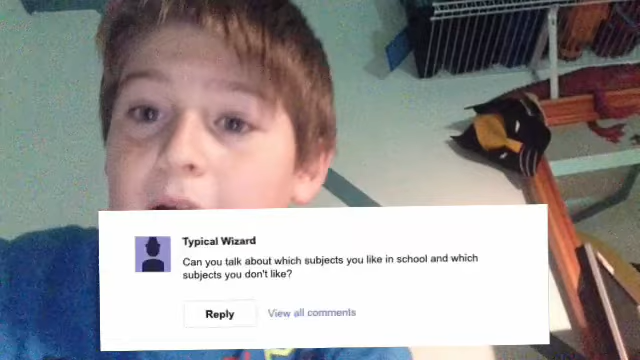 Typical Wizard
Can you talk about which subjects you like in school and which
subjects you don't like?
Reply
View all comments